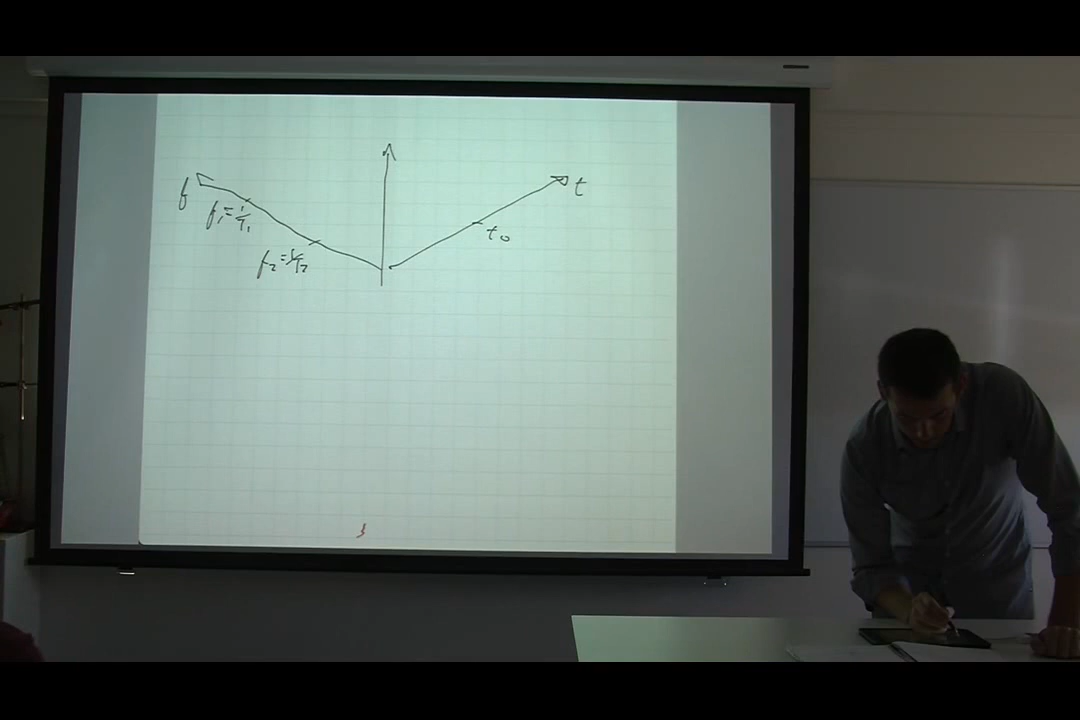 f
t
f₁ = 1/T₁
t₀
f₂ = 1/T₂